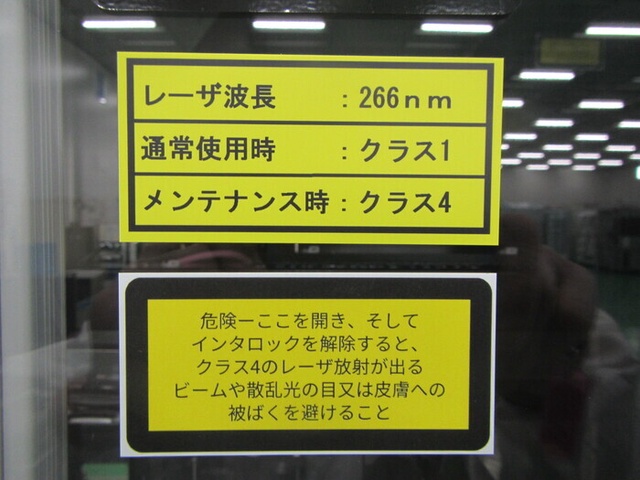 レーザ波長　　：266ｎｍ
通常使用時　　：クラス1
メンテナンス時：クラス4
危険ーここを開き、そして
インタロックを解除すると、
クラス4のレーザ放射が出る
ビームや散乱光の目又は皮膚への
被ばくを避けること